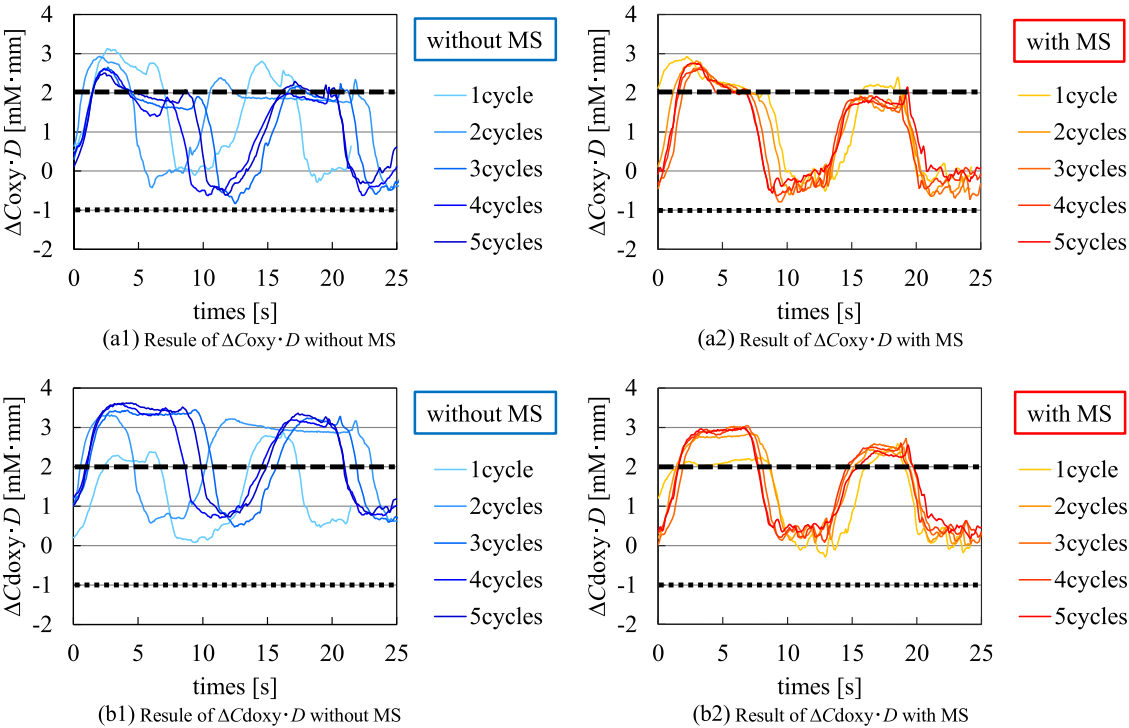 ΔCoxy・D [mM・mm]
4
3
2
1
0
-1
-2
0 5 10 15 20 25
times [s]
without MS
1cycle
2cycles
3cycles
4cycles
5cycles
(a1) Resule of ΔCoxy・D without MS
ΔCoxy・D [mM・mm]
4
3
2
1
0
-1
-2
0 5 10 15 20 25
times [s]
with MS
1cycle
2cycles
3cycles
4cycles
5cycles
(a2) Result of ΔCoxy・D with MS
ΔCdoxy・D [mM・mm]
4
3
2
1
0
-1
-2
0 5 10 15 20 25
times [s]
without MS
1cycle
2cycles
3cycles
4cycles
5cycles
(b1) Resule of ΔCdoxy・D without MS
ΔCdoxy・D [mM・mm]
4
3
2
1
0
-1
-2
0 5 10 15 20 25
times [s]
with MS
1cycle
2cycles
3cycles
4cycles
5cycles
(b2) Result of ΔCdoxy・D with MS